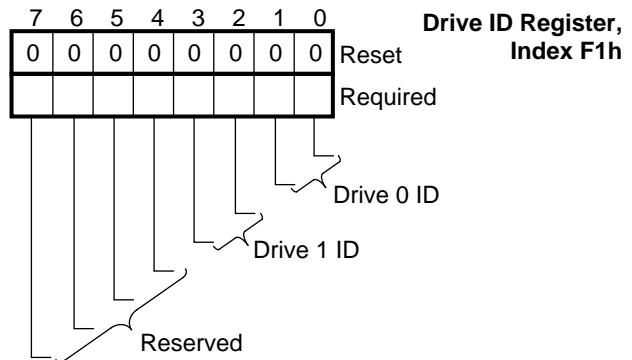 7 6 5 4 3 2 1 0
Drive ID Register,
Index F1h
0 0 0 0 0 0 0 0 Reset
Required
Drive 0 ID
Drive 1 ID
Reserved